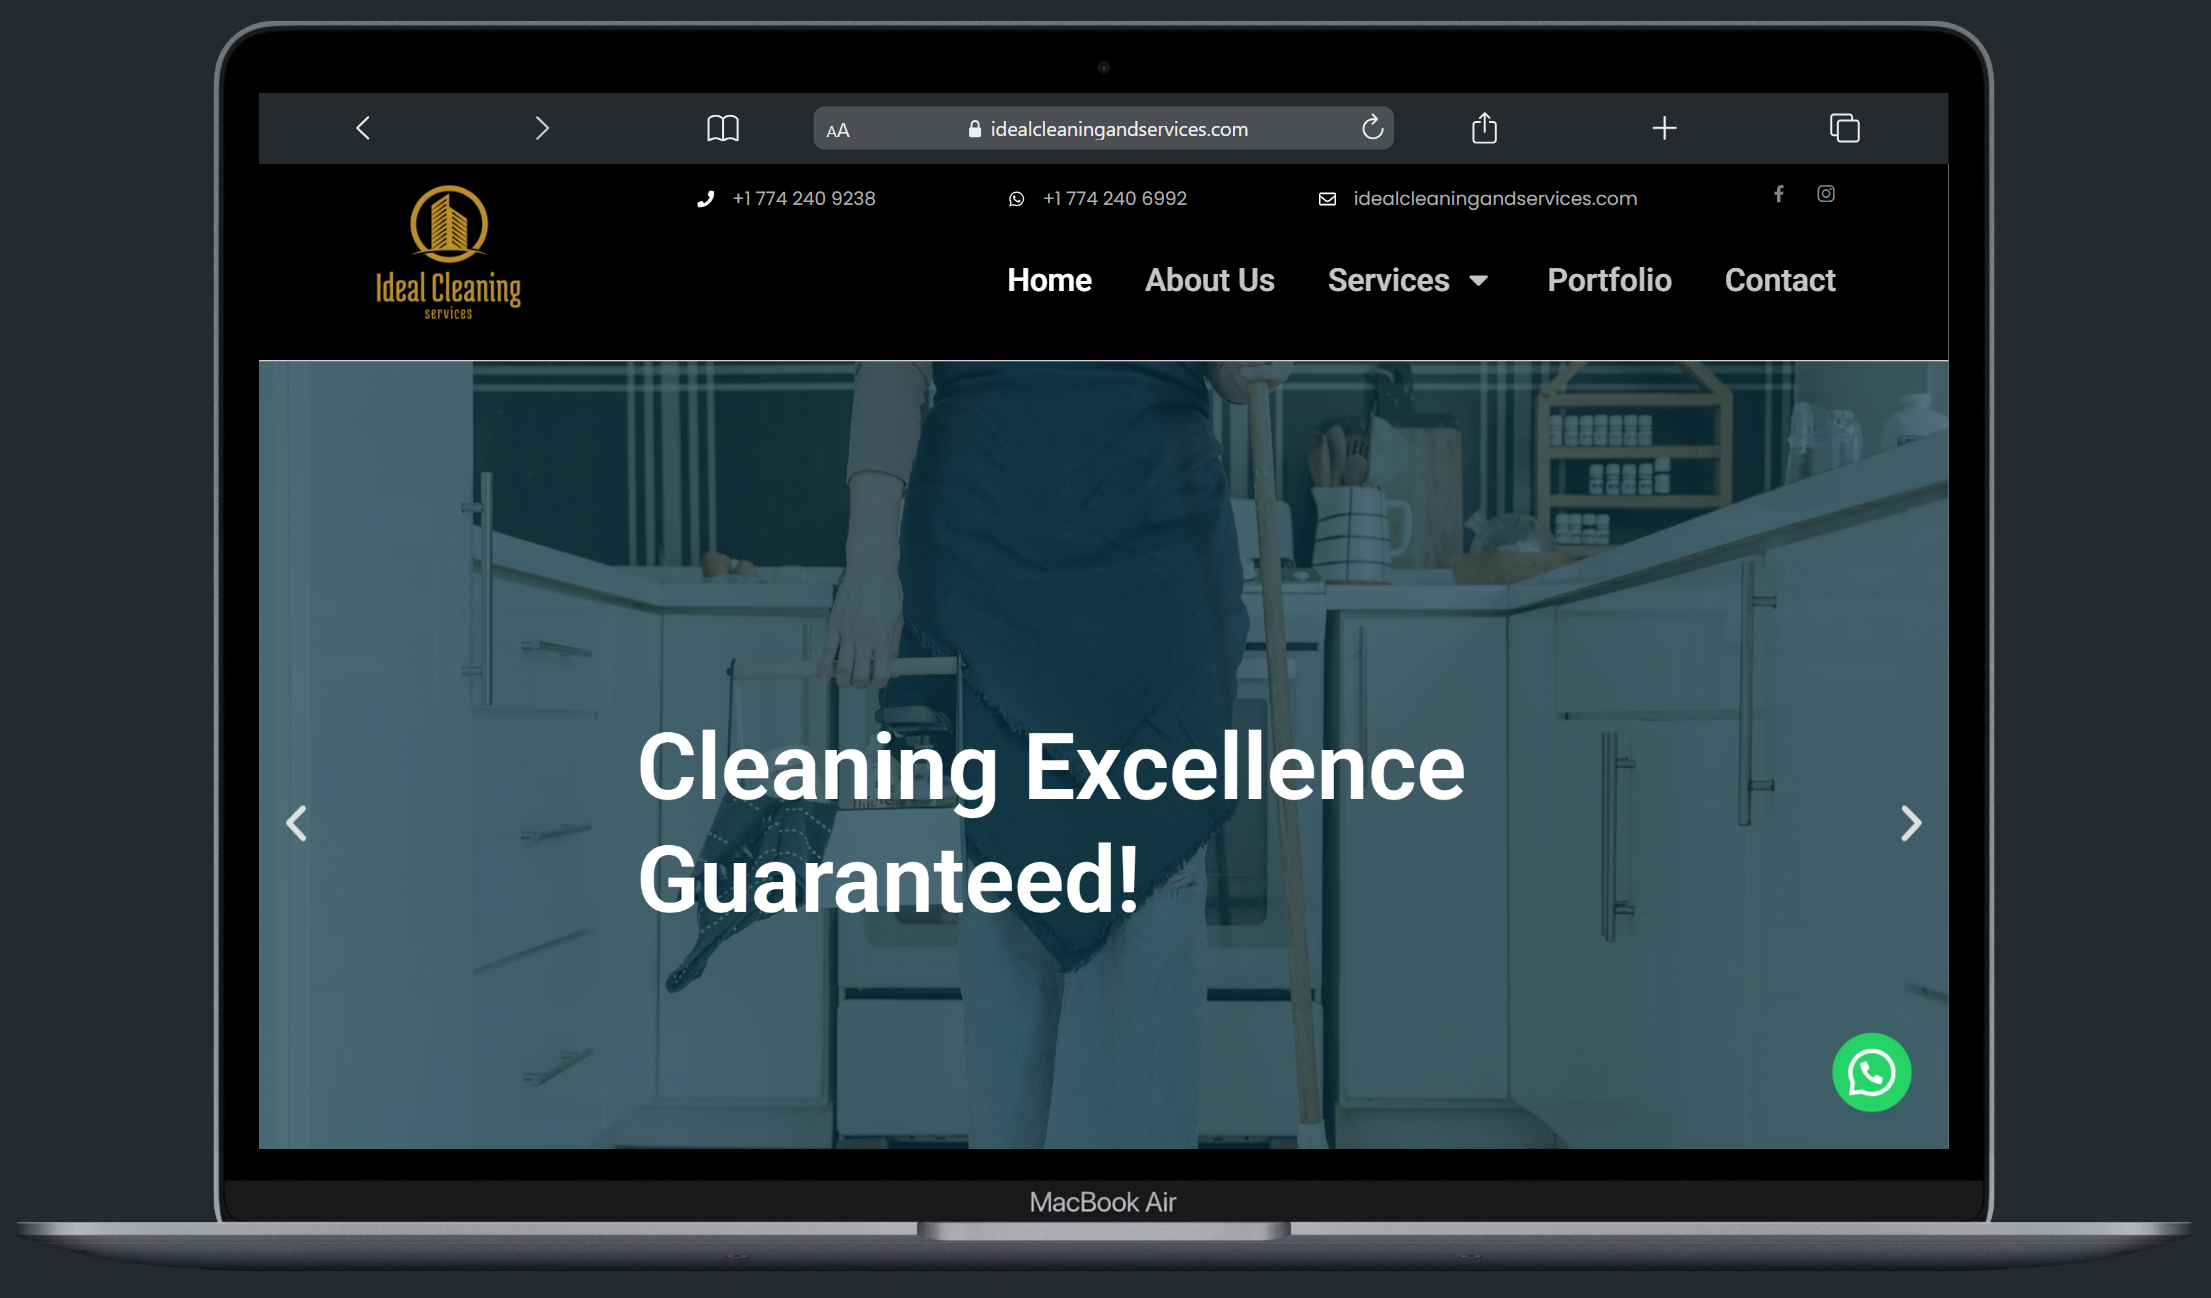 AA idealcleaningandservices.com
+1 774 240 9238 +1 774 240 6992 idealcleaningandservices.com
Ideal Cleaning
services
Home About Us Services Portfolio Contact
Cleaning Excellence
Guaranteed!
MacBook Air